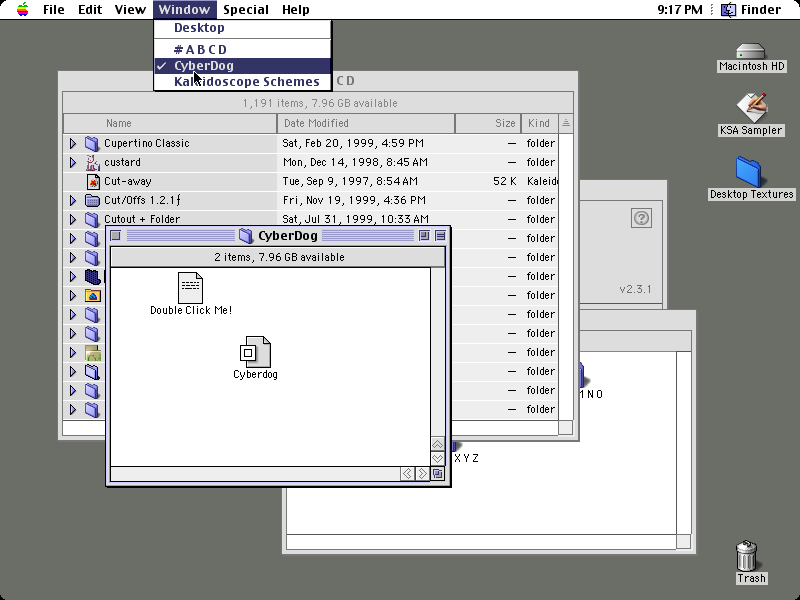 File Edit View Window Special Help 9:17 PM Finder
Desktop
# A B C D
✓ CyberDog
Kaleidoscope Schemes
C D
1,191 items, 7.96 GB available
Name Date Modified Size Kind
Cupertino Classic Sat, Feb 20, 1999, 4:59 PM — folder
custard Mon, Dec 14, 1998, 8:45 AM — folder
Cut-away Tue, Sep 9, 1997, 8:54 AM 52 K Kaleid
Cut/Offs 1.2.1ƒ Fri, Nov 19, 1999, 4:36 PM — folder
Cutout + Folder Sat, Jul 31, 1999, 10:33 AM — folder
— folder
— folder
— folder
— folder
— folder
— folder
— folder
— folder
— folder
— folder
CyberDog
2 items, 7.96 GB available
Double Click Me!
Cyberdog
v2.3.1
N O
X Y Z
Macintosh HD
KSA Sampler
Desktop Textures
Trash